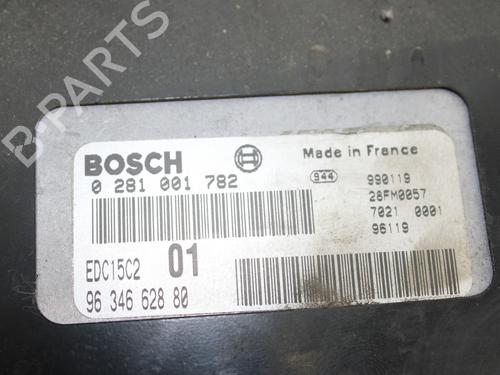 B-PARTS
BOSCH
Made in France
0 281 001 782
944
990119
28FM0057
7021 0001
96119
EDC15C2 01
96 346 628 80